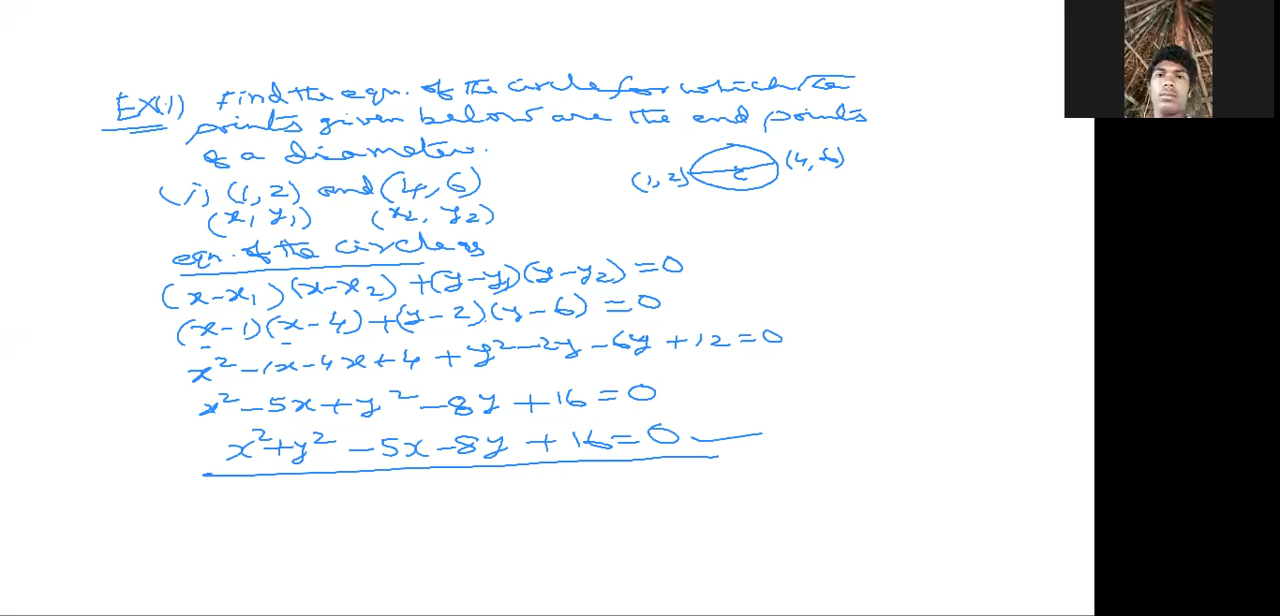 EX(1) Find the eqn. of the circle for which the
points given below are the end points
of a diameter.
(1, 2) (4, 6)
c
(i) (1, 2) and (4, 6)
(x1, y1) (x2, y2)
eqn. of the circle is
(x-x1)(x-x2) +(y-y1)(y-y2) =0
(x-1)(x-4)+(y-2)(y-6) =0
x²-1x-4x+4+y²-2y-6y+12=0
x²-5x+y²-8y+16=0
x²+y²-5x-8y+16=0